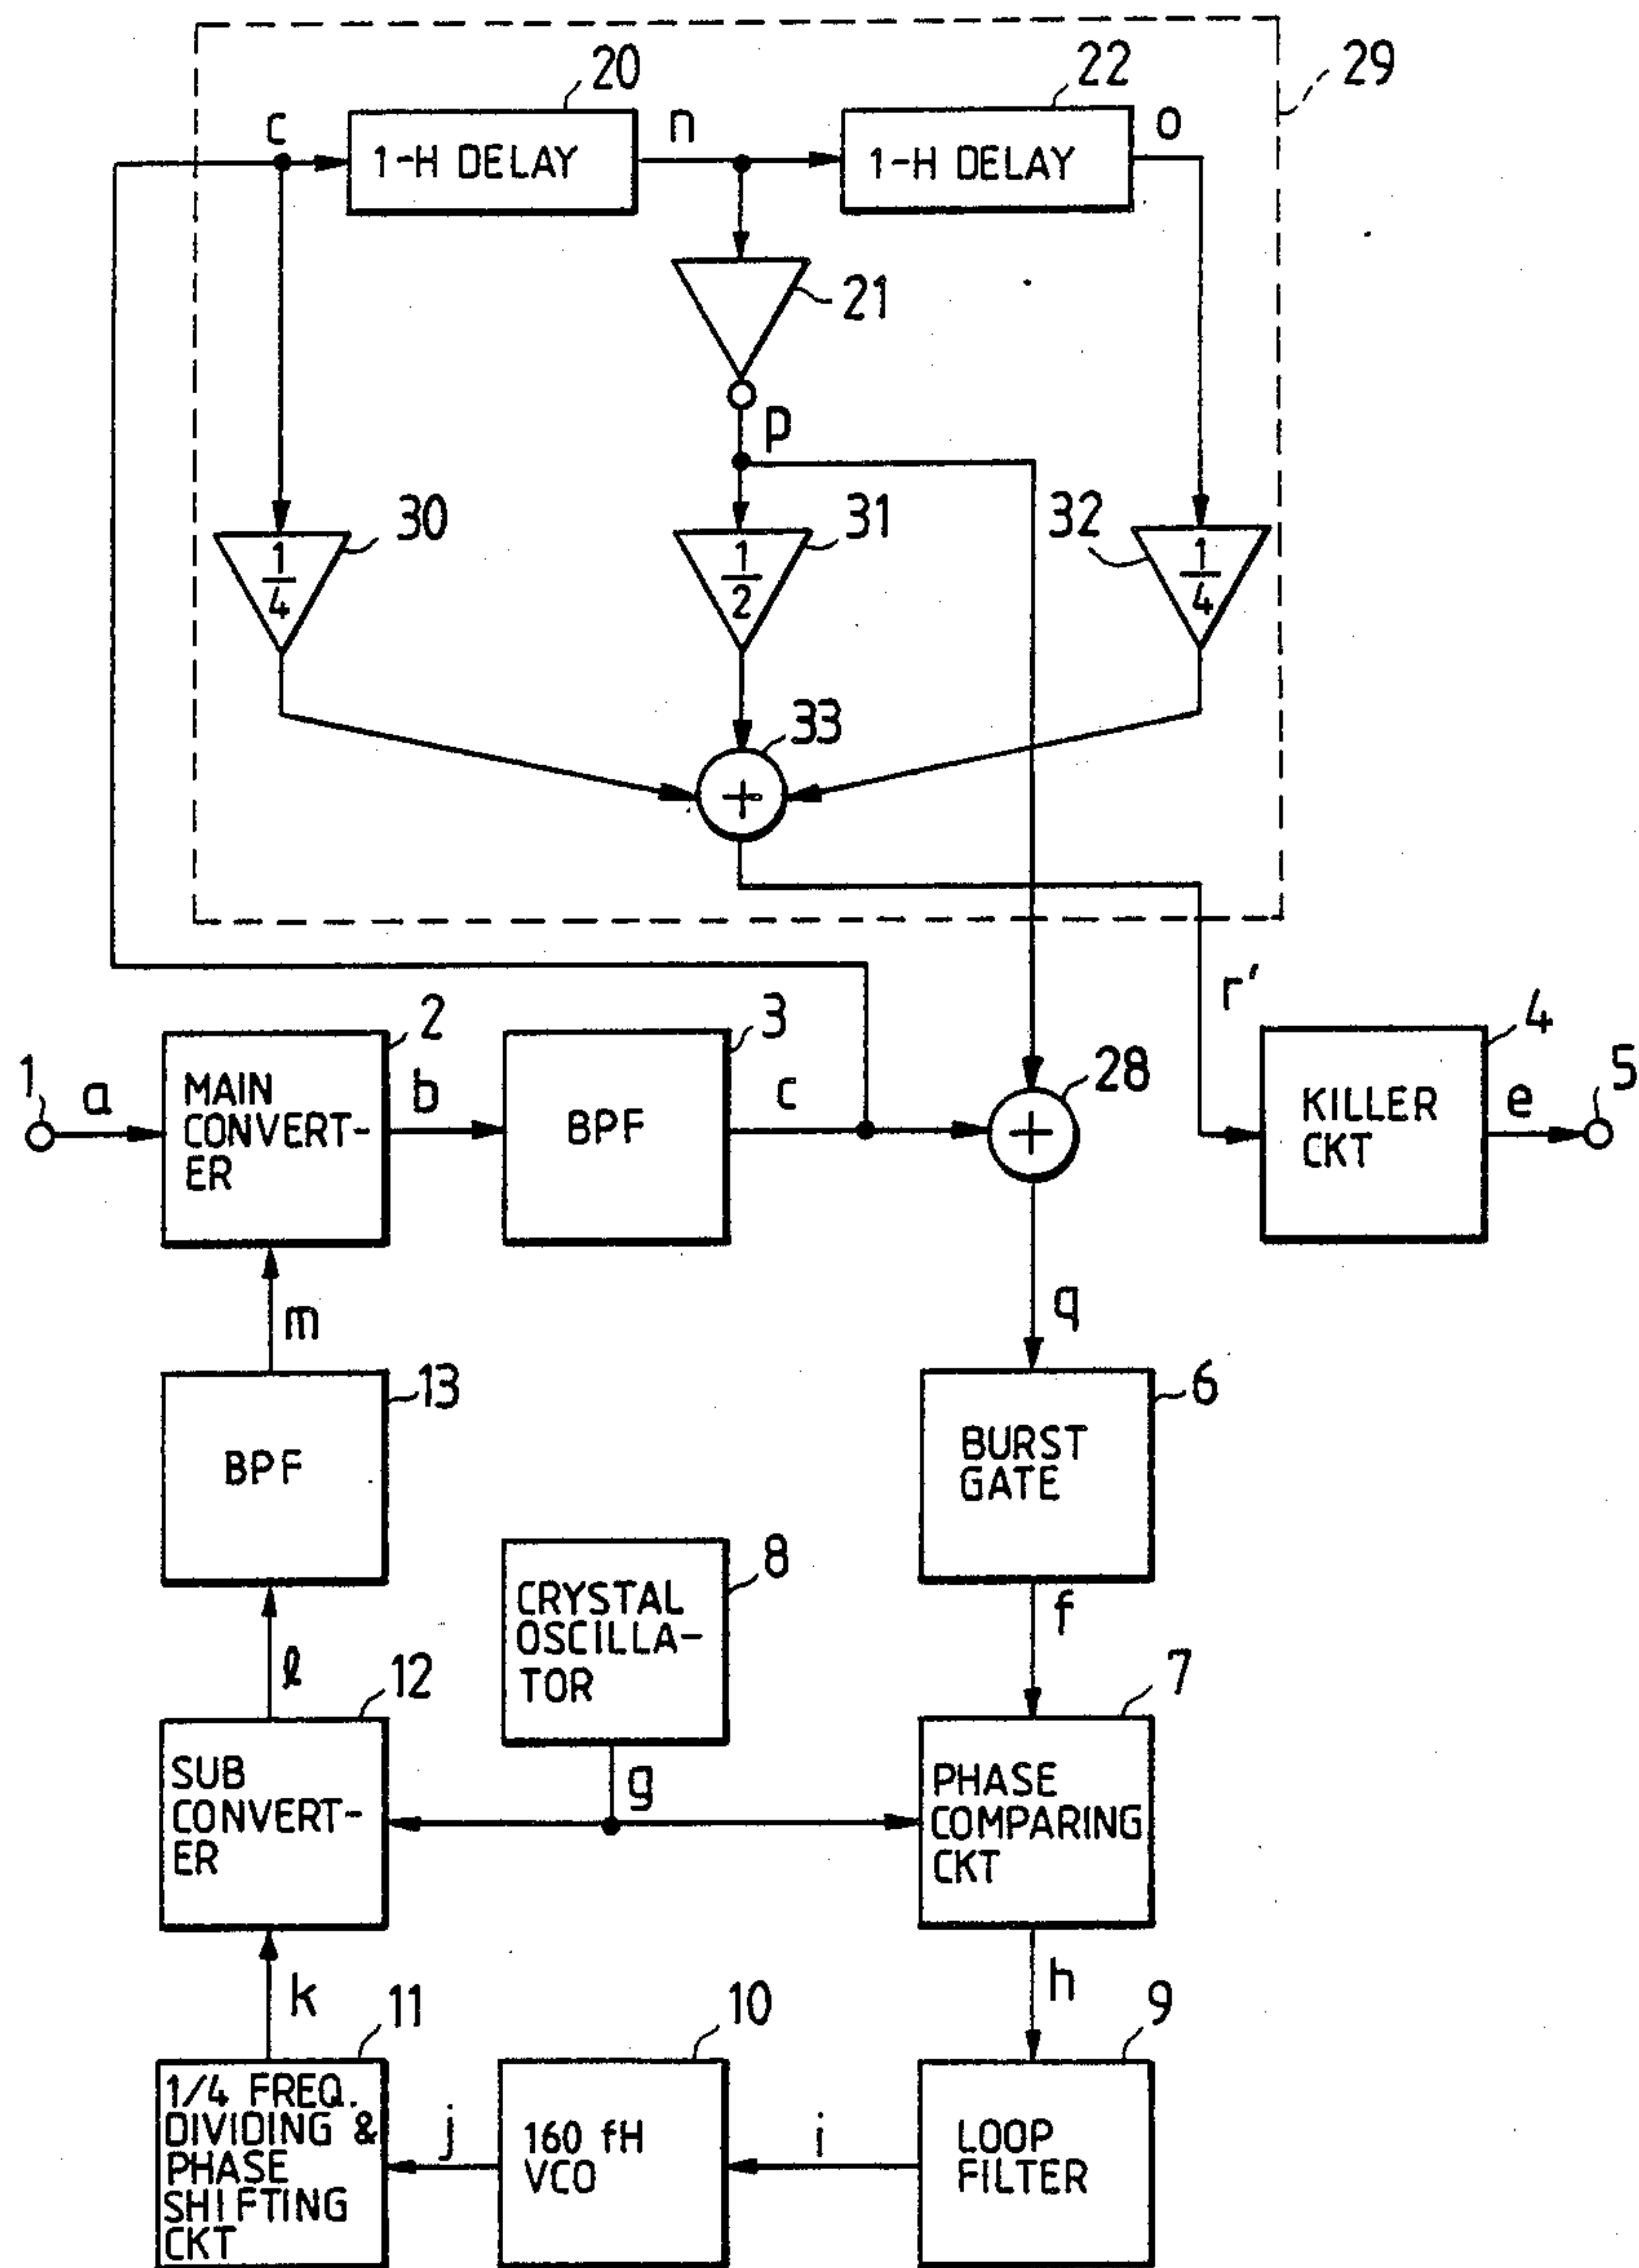 20
22
29
c
1-H DELAY
n
1-H DELAY
o
21
p
30
31
32
1/4
1/2
1/4
33
+
r'
2
3
4
1
a
MAIN
CONVERT-
ER
b
BPF
c
28
+
KILLER
CKT
e
5
m
q
13
BPF
6
BURST
GATE
8
CRYSTAL
OSCILLA-
TOR
f
l
12
7
SUB
CONVERT-
ER
g
PHASE
COMPARING
CKT
k
11
10
h
9
1/4 FREQ.
DIVIDING &
PHASE
SHIFTING
CKT
j
160 fH
VCO
i
LOOP
FILTER